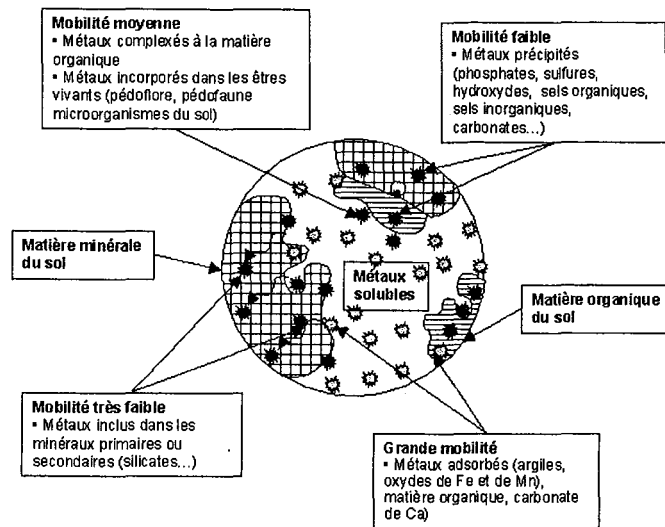 Mobilité moyenne
▪ Métaux complexés à la matière
organique
▪ Métaux incorporés dans les êtres
vivants (pédoflore, pédofaune
microorganismes du sol)
Mobilité faible
▪ Métaux précipités
(phosphates, sulfures,
hydroxydes, sels organiques,
sels inorganiques,
carbonates...)
Matière minérale
du sol
Métaux
solubles
Matière organique
du sol
Mobilité très faible
▪ Métaux inclus dans les
minéraux primaires ou
secondaires (silicates...)
Grande mobilité
▪ Métaux adsorbés (argiles,
oxydes de Fe et de Mn),
matière organique, carbonate
de Ca)